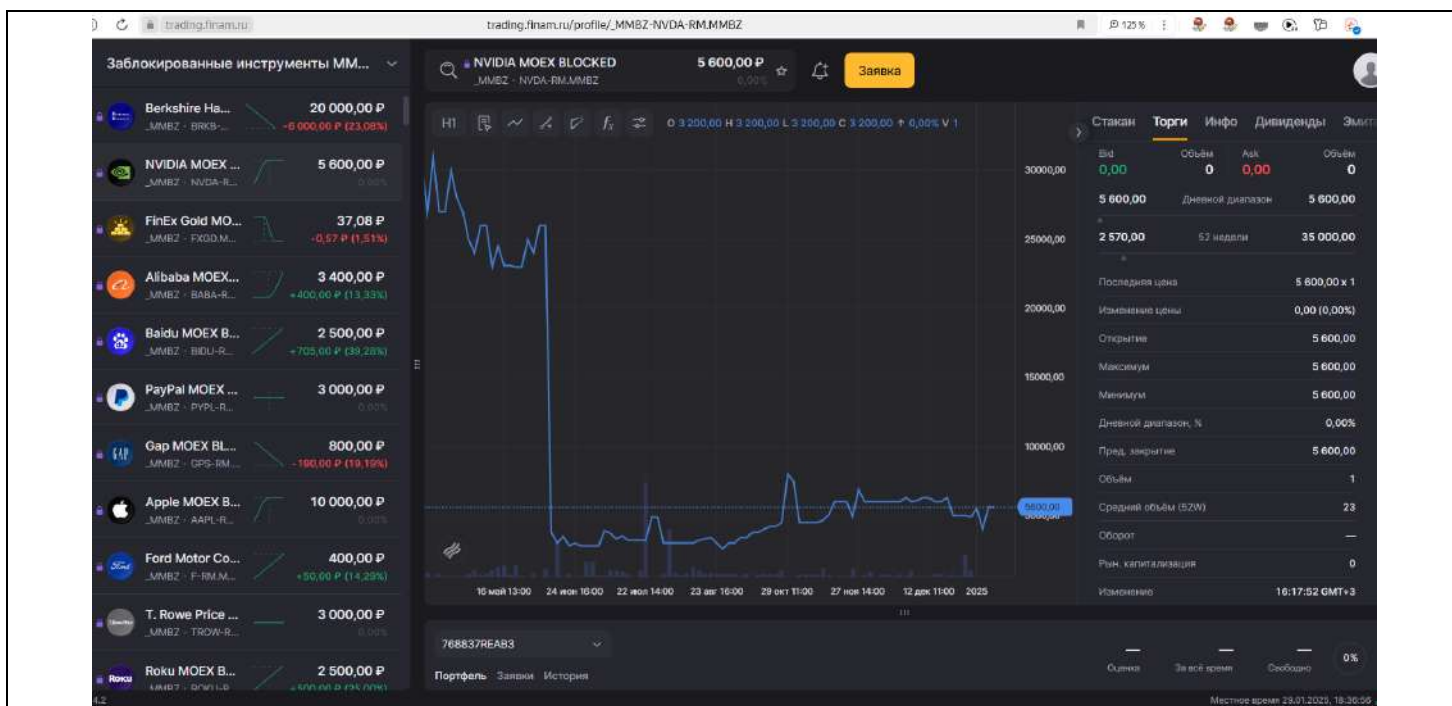 trading.finam.ru
trading.finam.ru/profile/_MMBZ-NVDA-RM.MMBZ
125 %
Заблокированные инструменты ММ...
Berkshire Ha...
20 000,00 ₽
_MMBZ · BRKB-...
-6 000,00 ₽ (23,08%)
NVIDIA MOEX ...
5 600,00 ₽
_MMBZ · NVDA-R...
0,00%
FinEx Gold MO...
37,08 ₽
_MMBZ · FXGD.M...
-0,57 ₽ (1,51%)
Alibaba MOEX...
3 400,00 ₽
_MMBZ · BABA-R...
+400,00 ₽ (13,33%)
Baidu MOEX B...
2 500,00 ₽
_MMBZ · BIDU-R...
+705,00 ₽ (39,28%)
PayPal MOEX ...
3 000,00 ₽
_MMBZ · PYPL-R...
0,00%
Gap MOEX BL...
800,00 ₽
_MMBZ · GPS-RM....
-190,00 ₽ (19,19%)
Apple MOEX B...
10 000,00 ₽
_MMBZ · AAPL-R...
0,00%
Ford Motor Co...
400,00 ₽
_MMBZ · F-RM.M...
+50,00 ₽ (14,29%)
T. Rowe Price ...
3 000,00 ₽
_MMBZ · TROW-R...
0,00%
Roku MOEX B...
2 500,00 ₽
_MMBZ · ROKU-R...
+500,00 ₽ (25,00%)
4.2
NVIDIA MOEX BLOCKED
5 600,00 ₽
_MMBZ · NVDA-RM.MMBZ
0,00%
Заявка
H1
O 3 200,00 H 3 200,00 L 3 200,00 C 3 200,00 0,00% V 1
30000,00
25000,00
20000,00
15000,00
10000,00
5600,00
5000,00
16 май 13:00 24 июн 16:00 22 июл 14:00 23 авг 16:00 29 окт 11:00 27 ноя 14:00 12 дек 11:00 2025
768837REAB3
Портфель Заявки История
Стакан Торги Инфо Дивиденды Эмит
Bid Объём Ask Объём
0,00 0 0,00 0
5 600,00 Дневной диапазон 5 600,00
2 570,00 52 недели 35 000,00
Последняя цена 5 600,00 x 1
Изменение цены 0,00 (0,00%)
Открытие 5 600,00
Максимум 5 600,00
Минимум 5 600,00
Дневной диапазон, % 0,00%
Пред. закрытие 5 600,00
Объём 1
Средний объём (52W) 23
Оборот —
Рын. капитализация 0
Изменение 16:17:52 GMT+3
— — —
Оценка За всё время Свободно
0%
Местное время 29.01.2025, 18:36:56